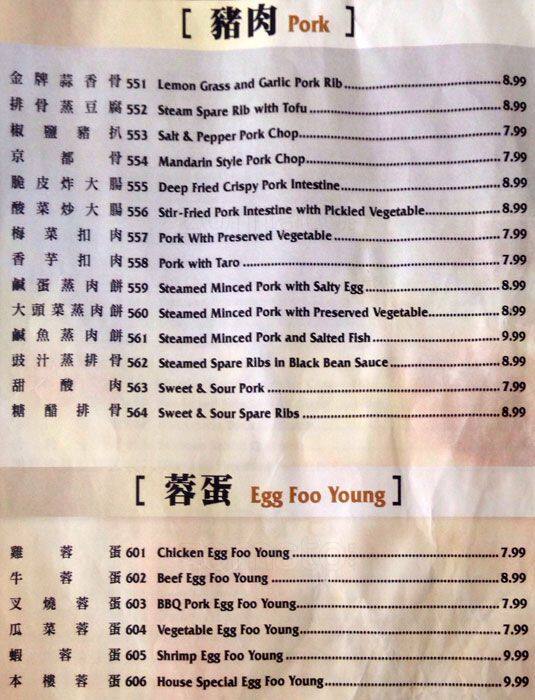 [ 豬肉 Pork ]
金牌蒜香骨 551 Lemon Grass and Garlic Pork Rib 8.99
排骨蒸豆腐 552 Steam Spare Rib with Tofu 8.99
椒鹽豬扒 553 Salt & Pepper Pork Chop 7.99
京都骨 554 Mandarin Style Pork Chop 7.99
脆皮炸大腸 555 Deep Fried Crispy Pork Intestine 8.99
酸菜炒大腸 556 Stir-Fried Pork Intestine with Pickled Vegetable 8.99
梅菜扣肉 557 Pork With Preserved Vegetable 7.99
香芋扣肉 558 Pork with Taro 7.99
鹹蛋蒸肉餅 559 Steamed Minced Pork with Salty Egg 8.99
大頭菜蒸肉餅 560 Steamed Minced Pork with Preserved Vegetable 8.99
鹹魚蒸肉餅 561 Steamed Minced Pork and Salted Fish 9.99
豉汁蒸排骨 562 Steamed Spare Ribs in Black Bean Sauce 8.99
甜酸肉 563 Sweet & Sour Pork 7.99
糖醋排骨 564 Sweet & Sour Spare Ribs 8.99
[ 蓉蛋 Egg Foo Young ]
雞蓉蛋 601 Chicken Egg Foo Young 7.99
牛蓉蛋 602 Beef Egg Foo Young 8.99
叉燒蓉蛋 603 BBQ Pork Egg Foo Young 7.99
瓜菜蓉蛋 604 Vegetable Egg Foo Young 7.99
蝦蓉蛋 605 Shrimp Egg Foo Young 9.99
本樓蓉蛋 606 House Special Egg Foo Young 9.99